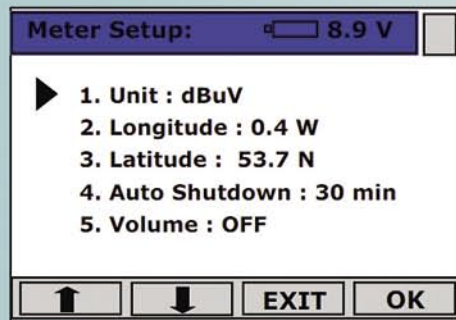 Meter Setup: 8.9 V
1. Unit : dBuV
2. Longitude : 0.4 W
3. Latitude : 53.7 N
4. Auto Shutdown : 30 min
5. Volume : OFF
EXIT OK